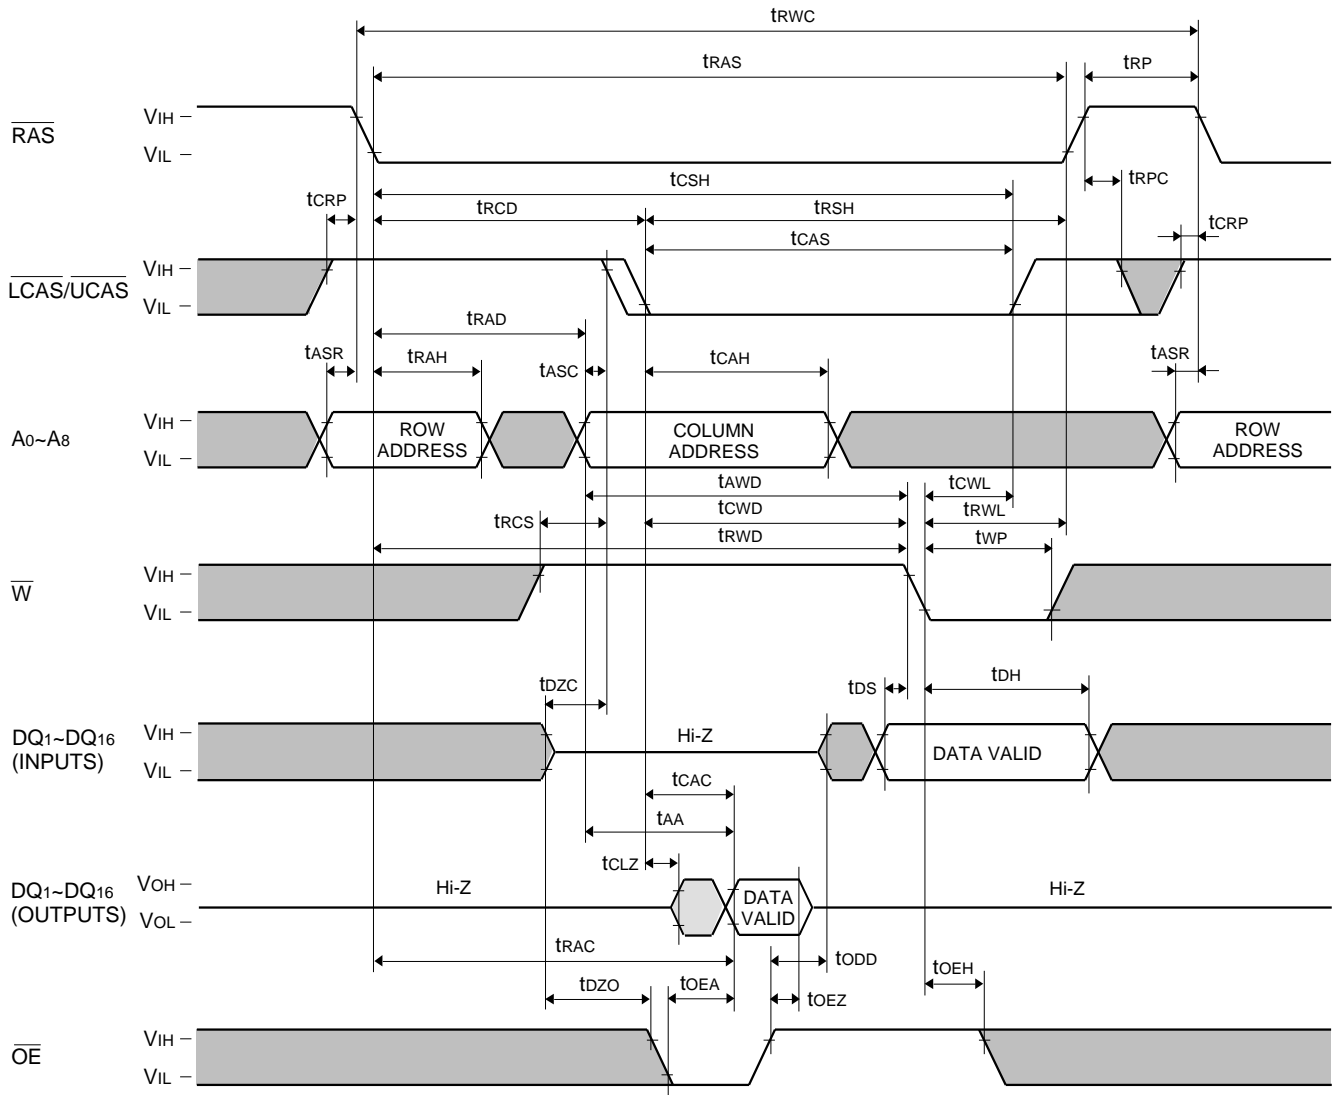 tRWC
tRAS
tRP
RAS
VIH
VIL
tCSH
tRPC
tCRP
tRCD
tRSH
tCRP
tCAS
LCAS/UCAS
VIH
VIL
tRAD
tASR
tRAH
tASC
tCAH
tASR
A0~A8
VIH
VIL
ROW
ADDRESS
COLUMN
ADDRESS
ROW
ADDRESS
tAWD
tCWL
tRCS
tCWD
tRWL
tRWD
tWP
W
VIH
VIL
tDZC
tDS
tDH
DQ1~DQ16
(INPUTS)
VIH
VIL
Hi-Z
DATA VALID
tCAC
tAA
tCLZ
DQ1~DQ16
(OUTPUTS)
VOH
VOL
Hi-Z
DATA
VALID
Hi-Z
tRAC
tODD
tOEH
tDZO
tOEA
tOEZ
OE
VIH
VIL